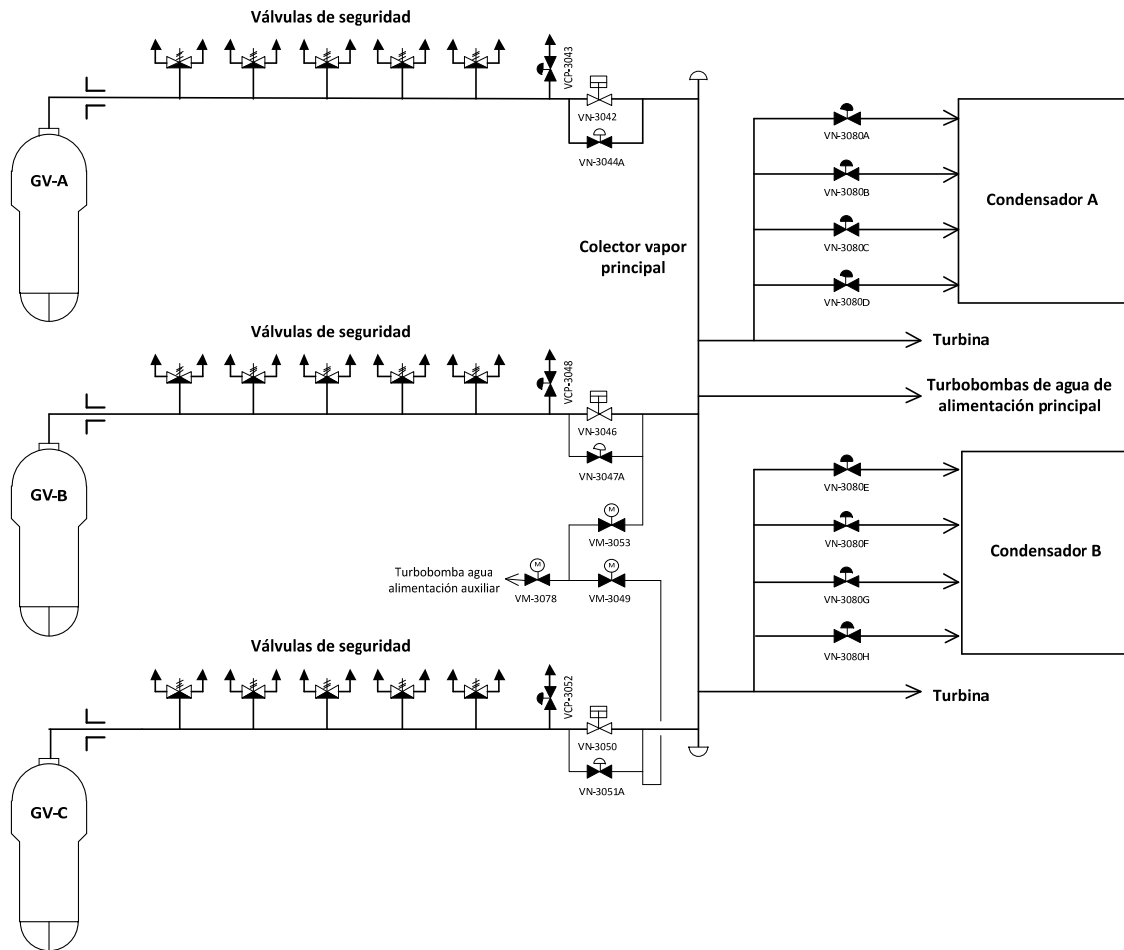 Válvulas de seguridad
VCP-3043
VN-3042
VN-3044A
GV-A
VN-3080A
VN-3080B
VN-3080C
VN-3080D
Condensador A
Colector vapor
principal
Válvulas de seguridad
VCP-3048
Turbina
Turbobombas de agua de
alimentación principal
VN-3046
VN-3047A
GV-B
VN-3080E
VN-3080F
VN-3080G
VN-3080H
Condensador B
M
VM-3053
Turbobomba agua
alimentación auxiliar
M
VM-3078
M
VM-3049
Válvulas de seguridad
VCP-3052
Turbina
VN-3050
VN-3051A
GV-C